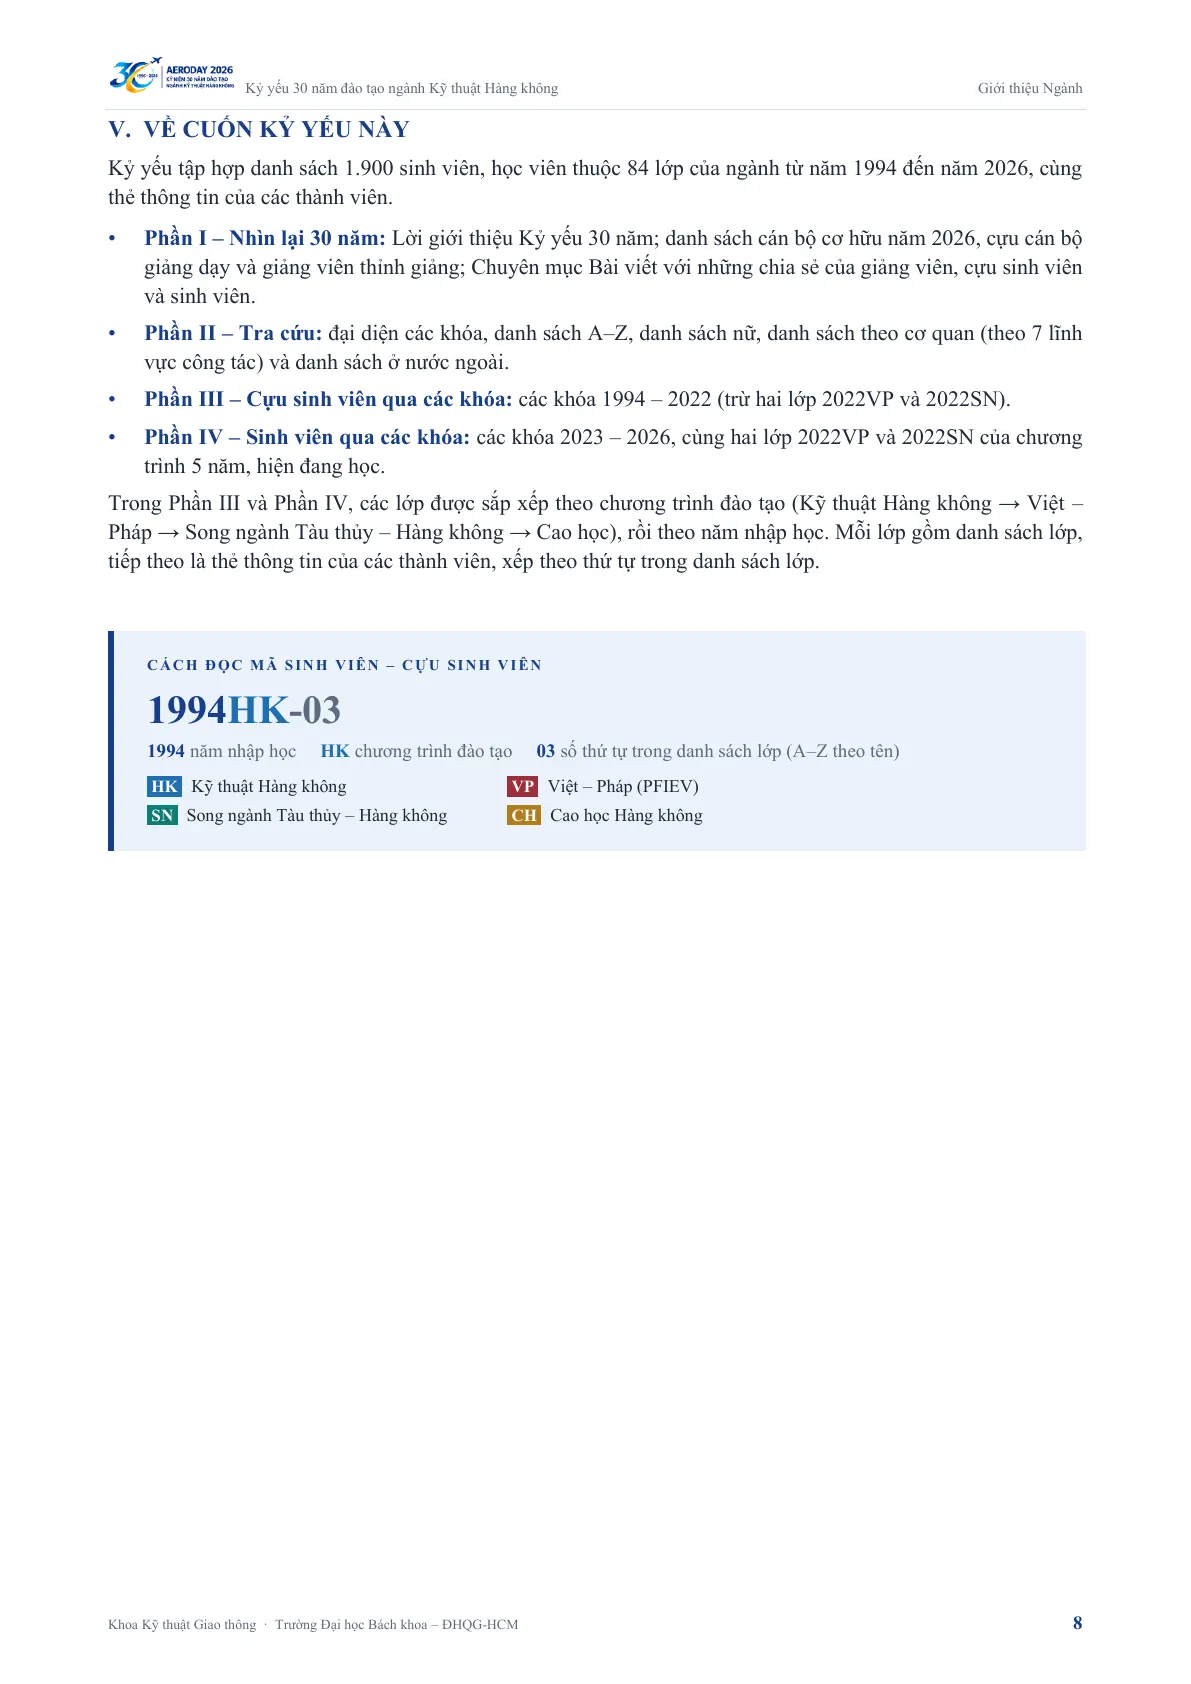 30
1996 - 2026
AERODAY 2026
KỶ NIỆM 30 NĂM ĐÀO TẠO
NGÀNH KỸ THUẬT HÀNG KHÔNG
Kỷ yếu 30 năm đào tạo ngành Kỹ thuật Hàng không
Giới thiệu Ngành
V. VỀ CUỐN KỶ YẾU NÀY
Kỷ yếu tập hợp danh sách 1.900 sinh viên, học viên thuộc 84 lớp của ngành từ năm 1994 đến năm 2026, cùng
thẻ thông tin của các thành viên.
• Phần I – Nhìn lại 30 năm: Lời giới thiệu Kỷ yếu 30 năm; danh sách cán bộ cơ hữu năm 2026, cựu cán bộ
giảng dạy và giảng viên thỉnh giảng; Chuyên mục Bài viết với những chia sẻ của giảng viên, cựu sinh viên
và sinh viên.
• Phần II – Tra cứu: đại diện các khóa, danh sách A–Z, danh sách nữ, danh sách theo cơ quan (theo 7 lĩnh
vực công tác) và danh sách ở nước ngoài.
• Phần III – Cựu sinh viên qua các khóa: các khóa 1994 – 2022 (trừ hai lớp 2022VP và 2022SN).
• Phần IV – Sinh viên qua các khóa: các khóa 2023 – 2026, cùng hai lớp 2022VP và 2022SN của chương
trình 5 năm, hiện đang học.
Trong Phần III và Phần IV, các lớp được sắp xếp theo chương trình đào tạo (Kỹ thuật Hàng không → Việt –
Pháp → Song ngành Tàu thủy – Hàng không → Cao học), rồi theo năm nhập học. Mỗi lớp gồm danh sách lớp,
tiếp theo là thẻ thông tin của các thành viên, xếp theo thứ tự trong danh sách lớp.
CÁCH ĐỌC MÃ SINH VIÊN – CỰU SINH VIÊN
1994HK-03
1994 năm nhập học HK chương trình đào tạo 03 số thứ tự trong danh sách lớp (A–Z theo tên)
HK Kỹ thuật Hàng không VP Việt – Pháp (PFIEV)
SN Song ngành Tàu thủy – Hàng không CH Cao học Hàng không
Khoa Kỹ thuật Giao thông · Trường Đại học Bách khoa – ĐHQG-HCM
8